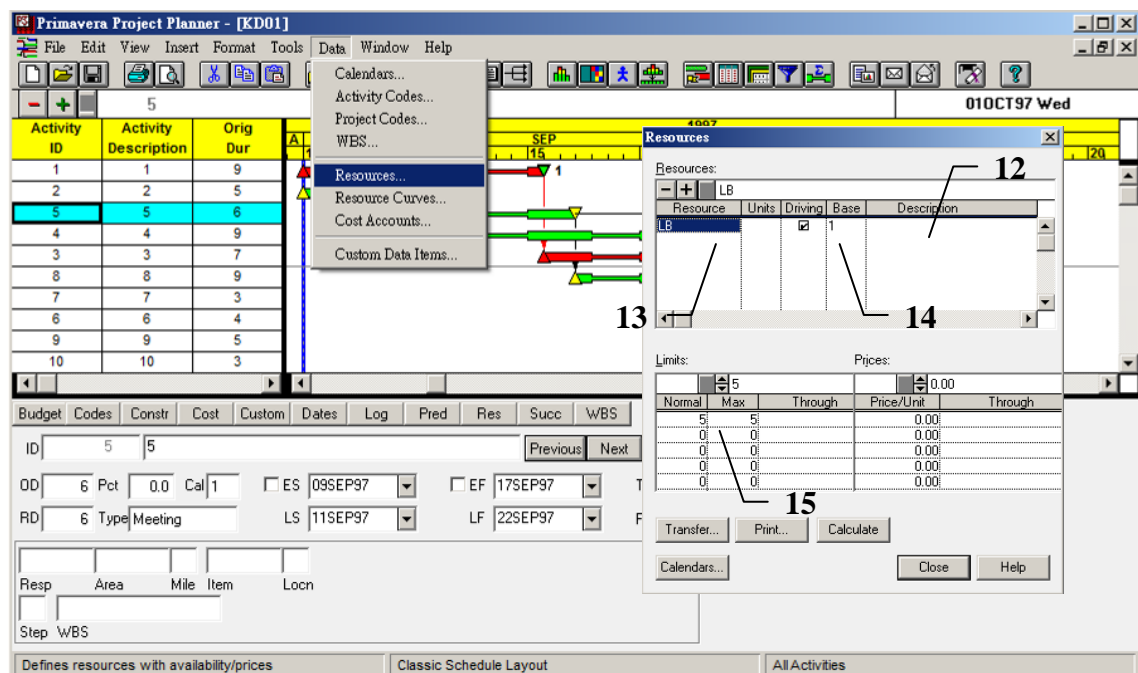 Primavera Project Planner - [KD01]
File Edit View Insert Format Tools Data Window Help
5
01OCT97 Wed
Calendars...
Activity Codes...
Project Codes...
WBS...
Resources...
Resource Curves...
Cost Accounts...
Custom Data Items...
Activity ID Activity Description Orig Dur
1 1 9
2 2 5
5 5 6
4 4 9
3 3 7
8 8 9
7 7 3
6 6 4
9 9 5
10 10 3
1997
A SEP
15
20
1
Resources
Resources:
LB
Resource Units Driving Base Description
LB 1
12
13
14
Limits: Prices:
5 0.00
Normal Max Through Price/Unit Through
5 5 0.00
0 0 0.00
0 0 0.00
0 0 0.00
0 0 0.00
15
Transfer... Print... Calculate
Calendars... Close Help
Budget Codes Constr Cost Custom Dates Log Pred Res Succ WBS
ID 5 5 Previous Next
OD 6 Pct 0.0 Cal 1 ES 09SEP97 EF 17SEP97
RD 6 Type Meeting LS 11SEP97 LF 22SEP97
Resp Area Mile Item Locn
Step WBS
Defines resources with availability/prices Classic Schedule Layout All Activities